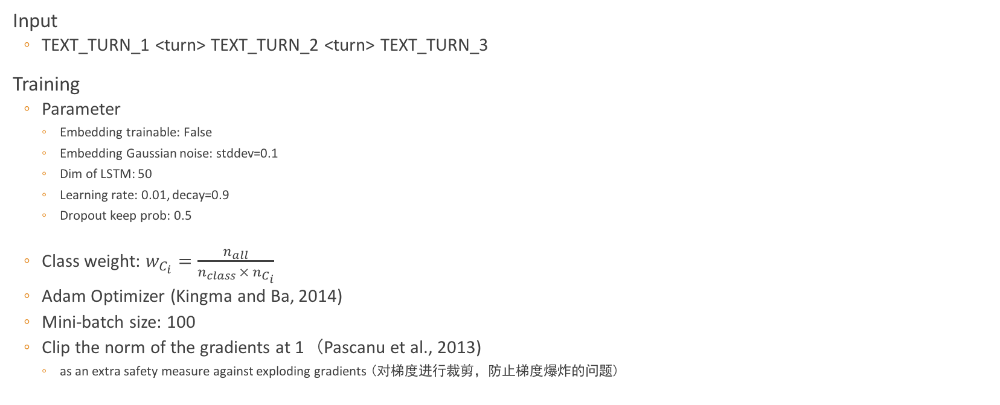 Input
◦ TEXT_TURN_1 <turn> TEXT_TURN_2 <turn> TEXT_TURN_3
Training
◦ Parameter
◦ Embedding trainable: False
◦ Embedding Gaussian noise: stddev=0.1
◦ Dim of LSTM: 50
◦ Learning rate: 0.01, decay=0.9
◦ Dropout keep prob: 0.5
◦ Class weight: $w_{C_i} = \frac{n_{all}}{n_{class} \times n_{C_i}}$
◦ Adam Optimizer (Kingma and Ba, 2014)
◦ Mini-batch size: 100
◦ Clip the norm of the gradients at 1（Pascanu et al., 2013)
◦ as an extra safety measure against exploding gradients (对梯度进行裁剪，防止梯度爆炸的问题)